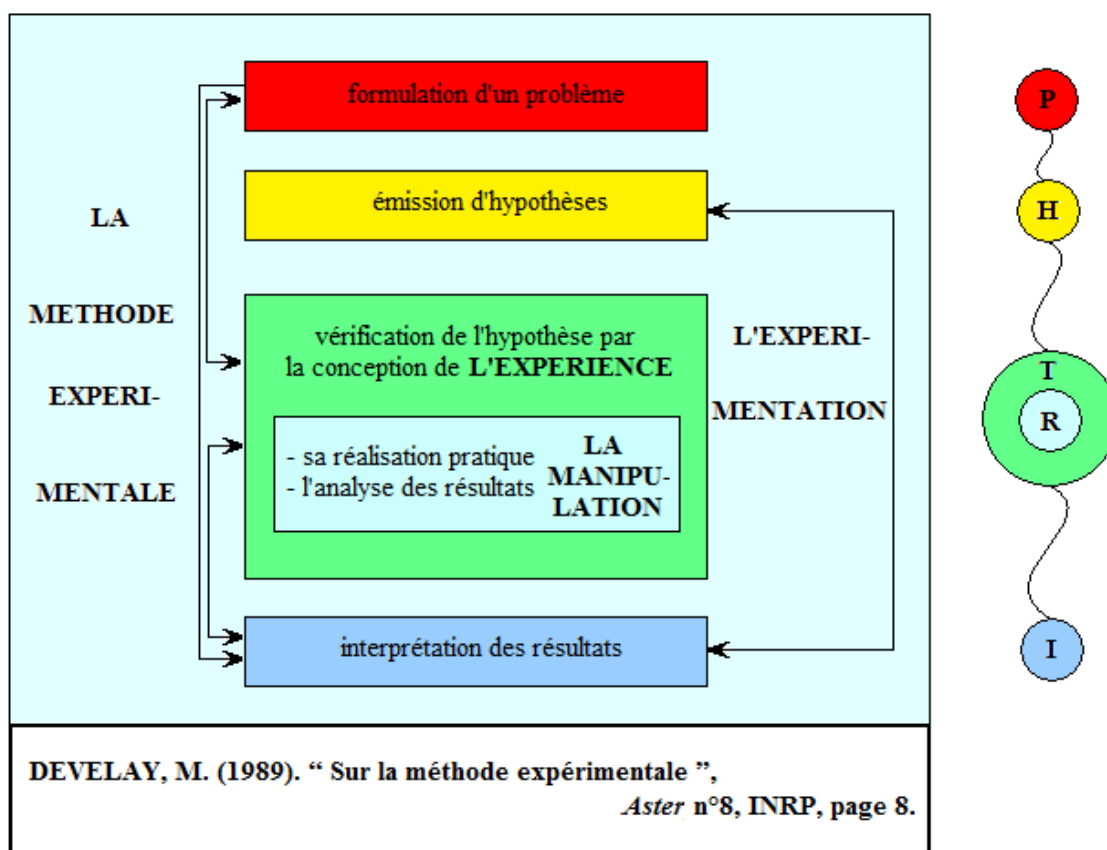 formulation d'un problème
émission d'hypothèses
LA
METHODE
EXPERI-
MENTALE
vérification de l'hypothèse par
la conception de L'EXPERIENCE
- sa réalisation pratique
- l'analyse des résultats
LA
MANIPU-
LATION
L'EXPERI-
MENTATION
interprétation des résultats
P
H
T
R
I
DEVELAY, M. (1989). “ Sur la méthode expérimentale ”,
Aster n°8, INRP, page 8.